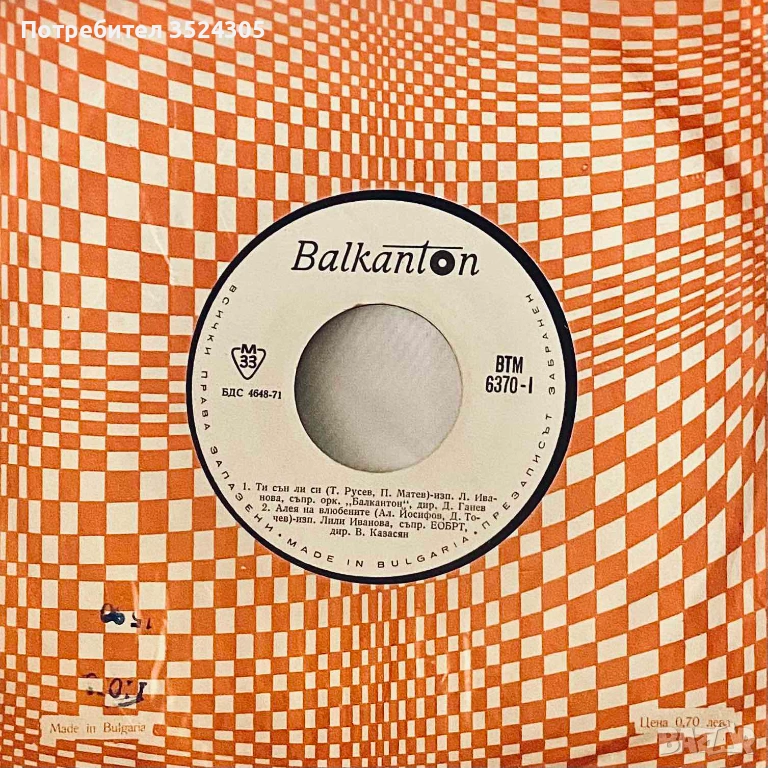 Потребител 3524305
Balkanton
ВСИЧКИ ПРАВА ЗАПАЗЕНИ • MADE IN BULGARIA • ПРЕЗАПИСЪТ ЗАБРАНЕН
М
33
БДС 4648-71
ВТМ
6370-I
1. Ти сън ли си (Т. Русев, П. Матев)-изп. Л. Ива-
нова, съпр. орк. „Балкантон", дир. Д. Ганев
2. Алея на влюбените (Ал. Йосифов, Д. То-
чев)-изп. Лили Иванова, съпр. ЕОБРТ,
дир. В. Казасян
Made in Bulgaria
Цена 0,70 лева